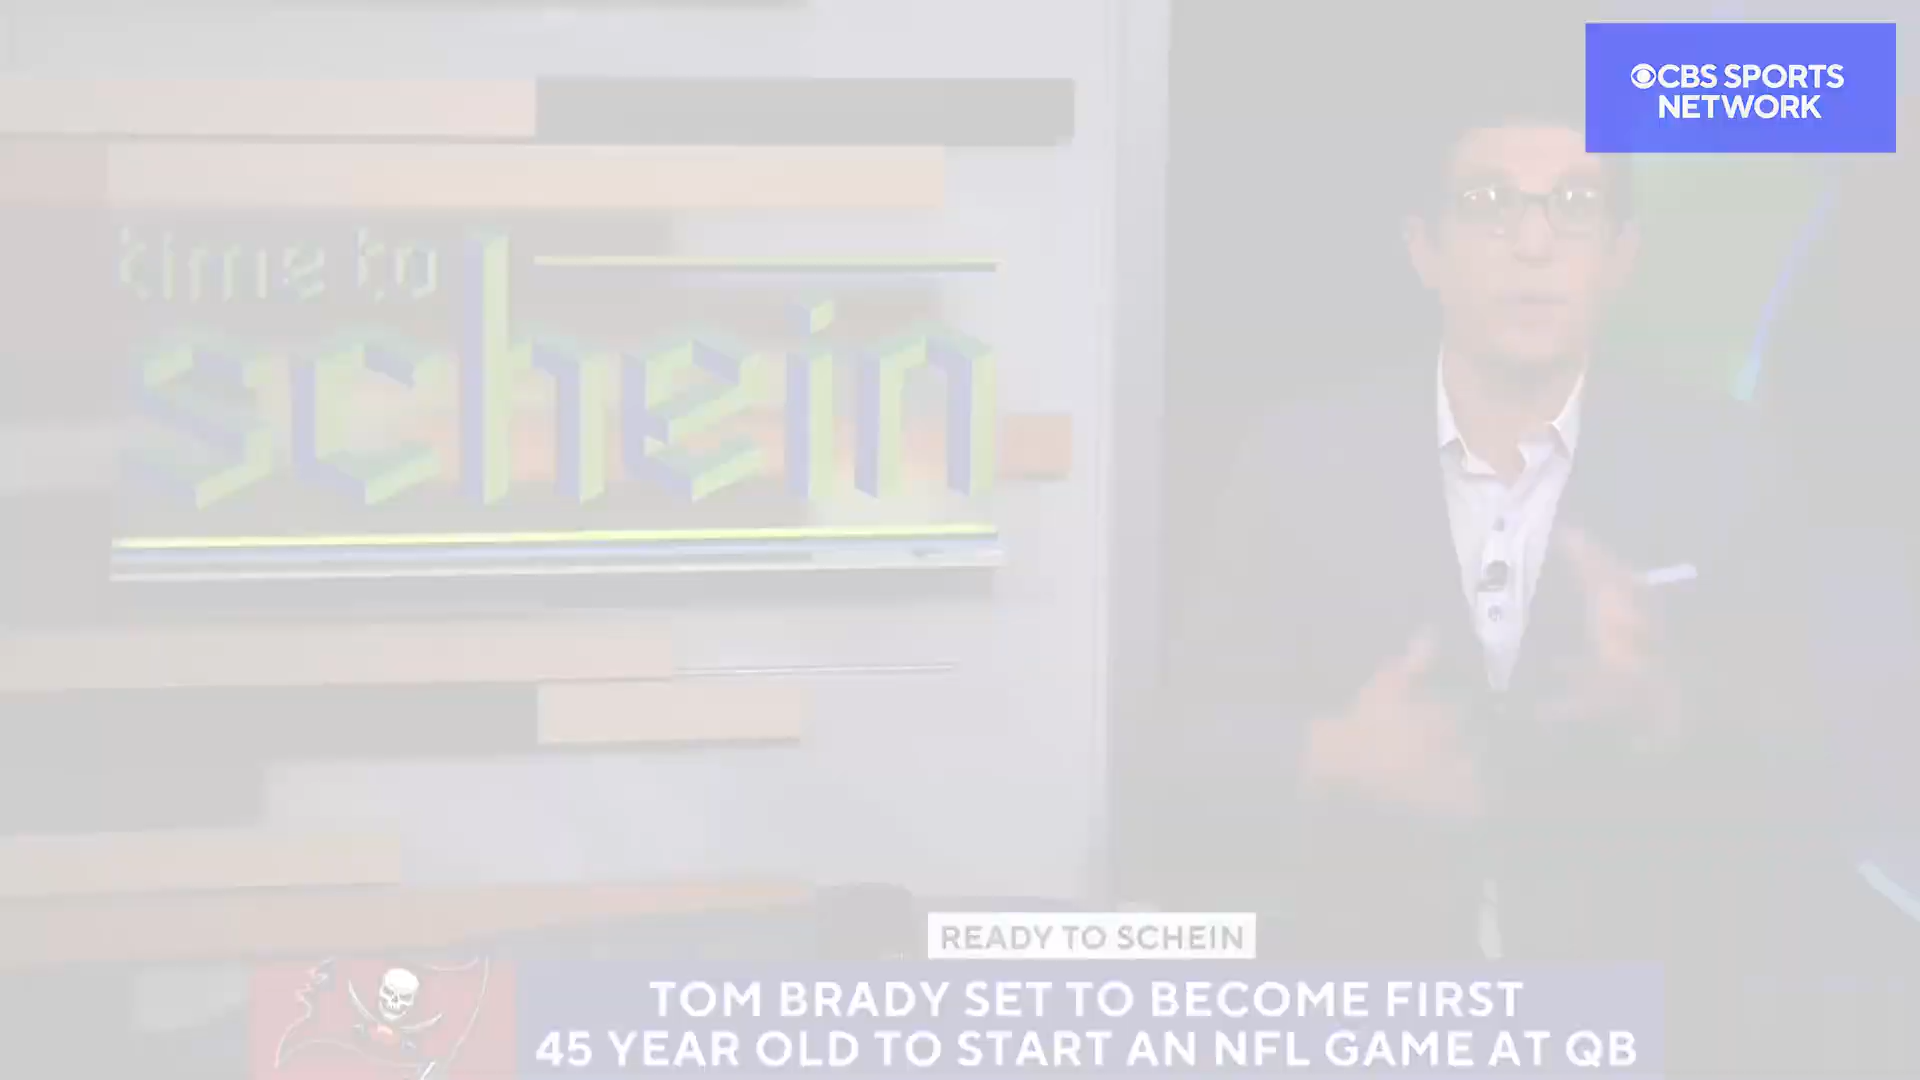 CBS SPORTS
NETWORK
time to
schein
READY TO SCHEIN
TOM BRADY SET TO BECOME FIRST
45 YEAR OLD TO START AN NFL GAME AT QB